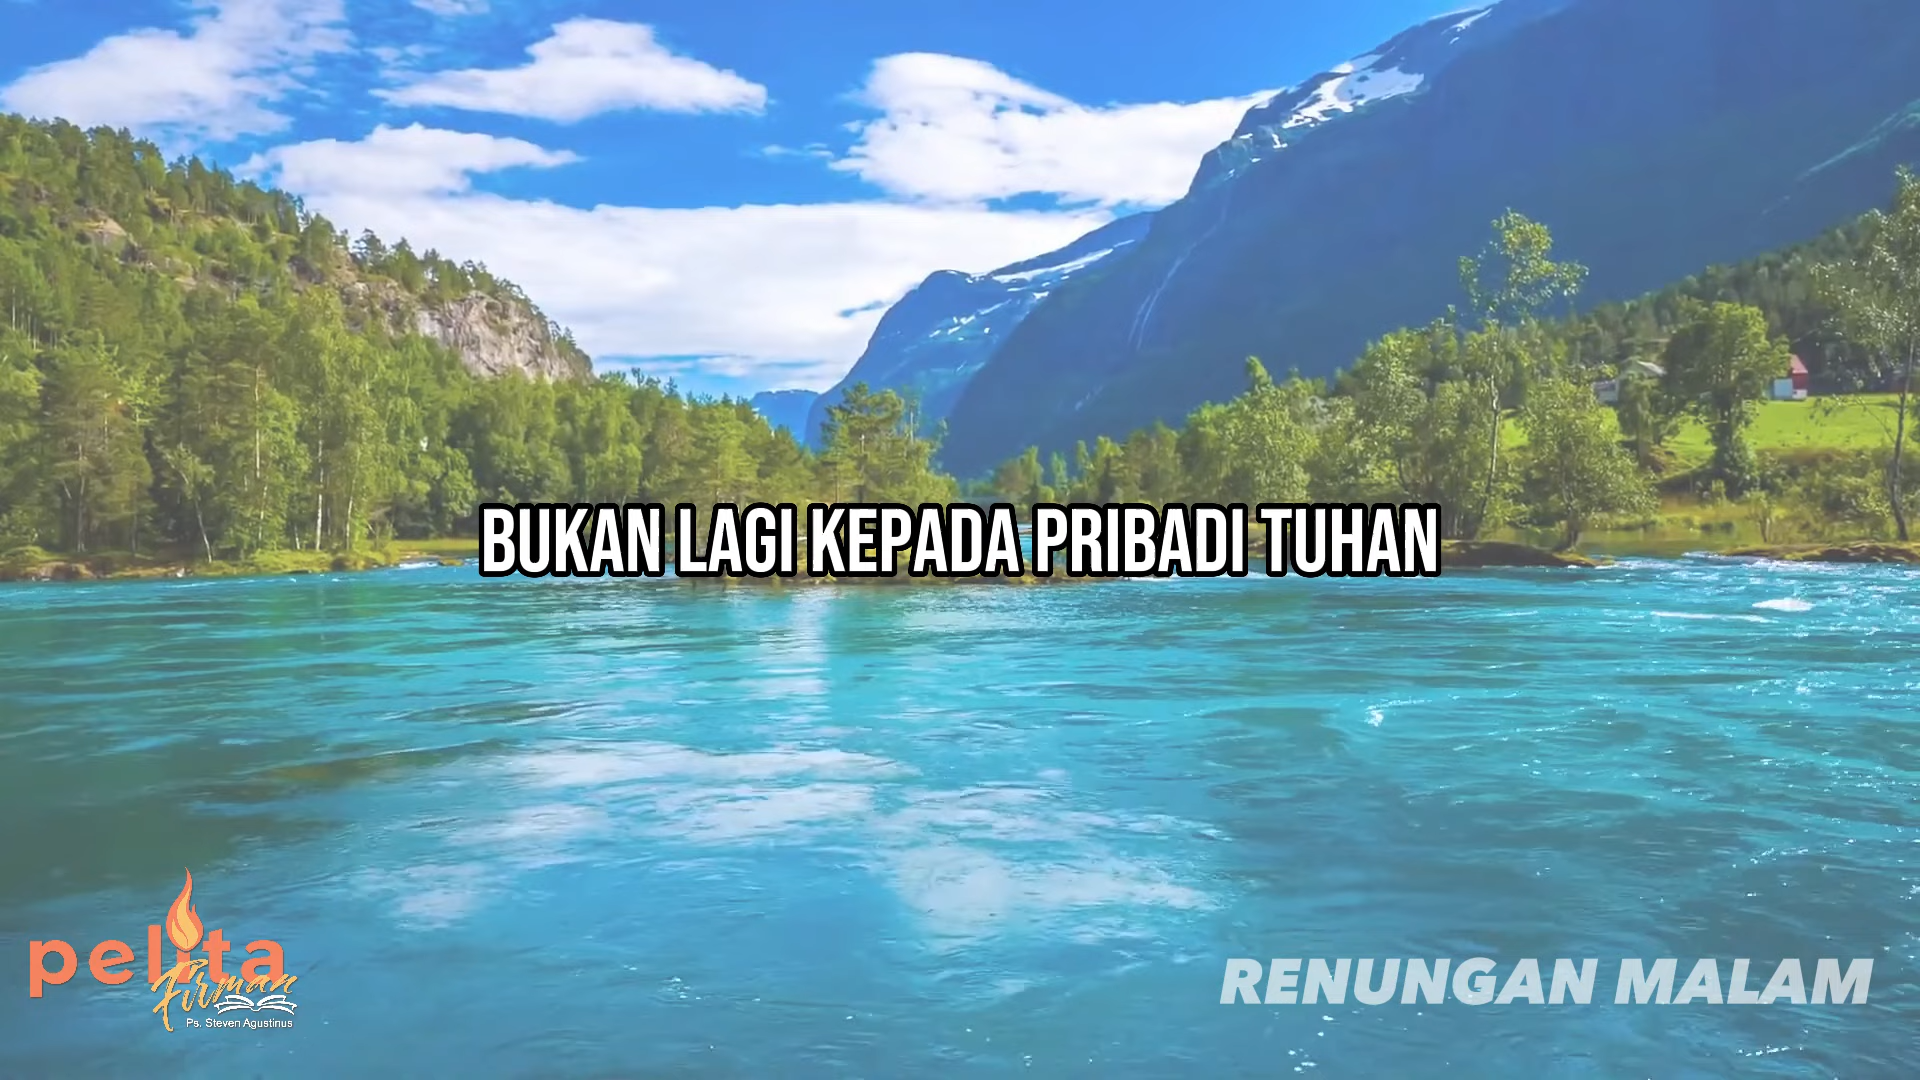 BUKAN LAGI KEPADA PRIBADI TUHAN
pelita
Firman
Ps. Steven Agustinus
RENUNGAN MALAM